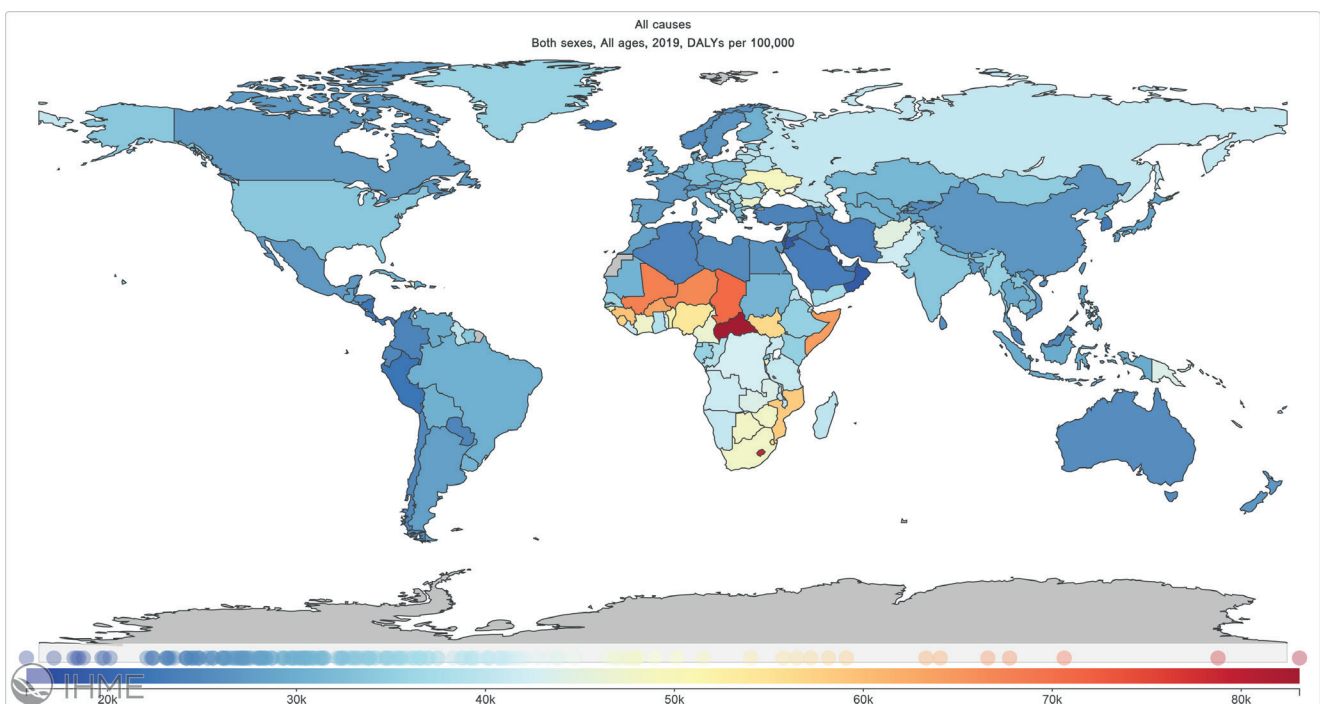 All causes
Both sexes, All ages, 2019, DALYs per 100,000
IHME
20k 30k 40k 50k 60k 70k 80k